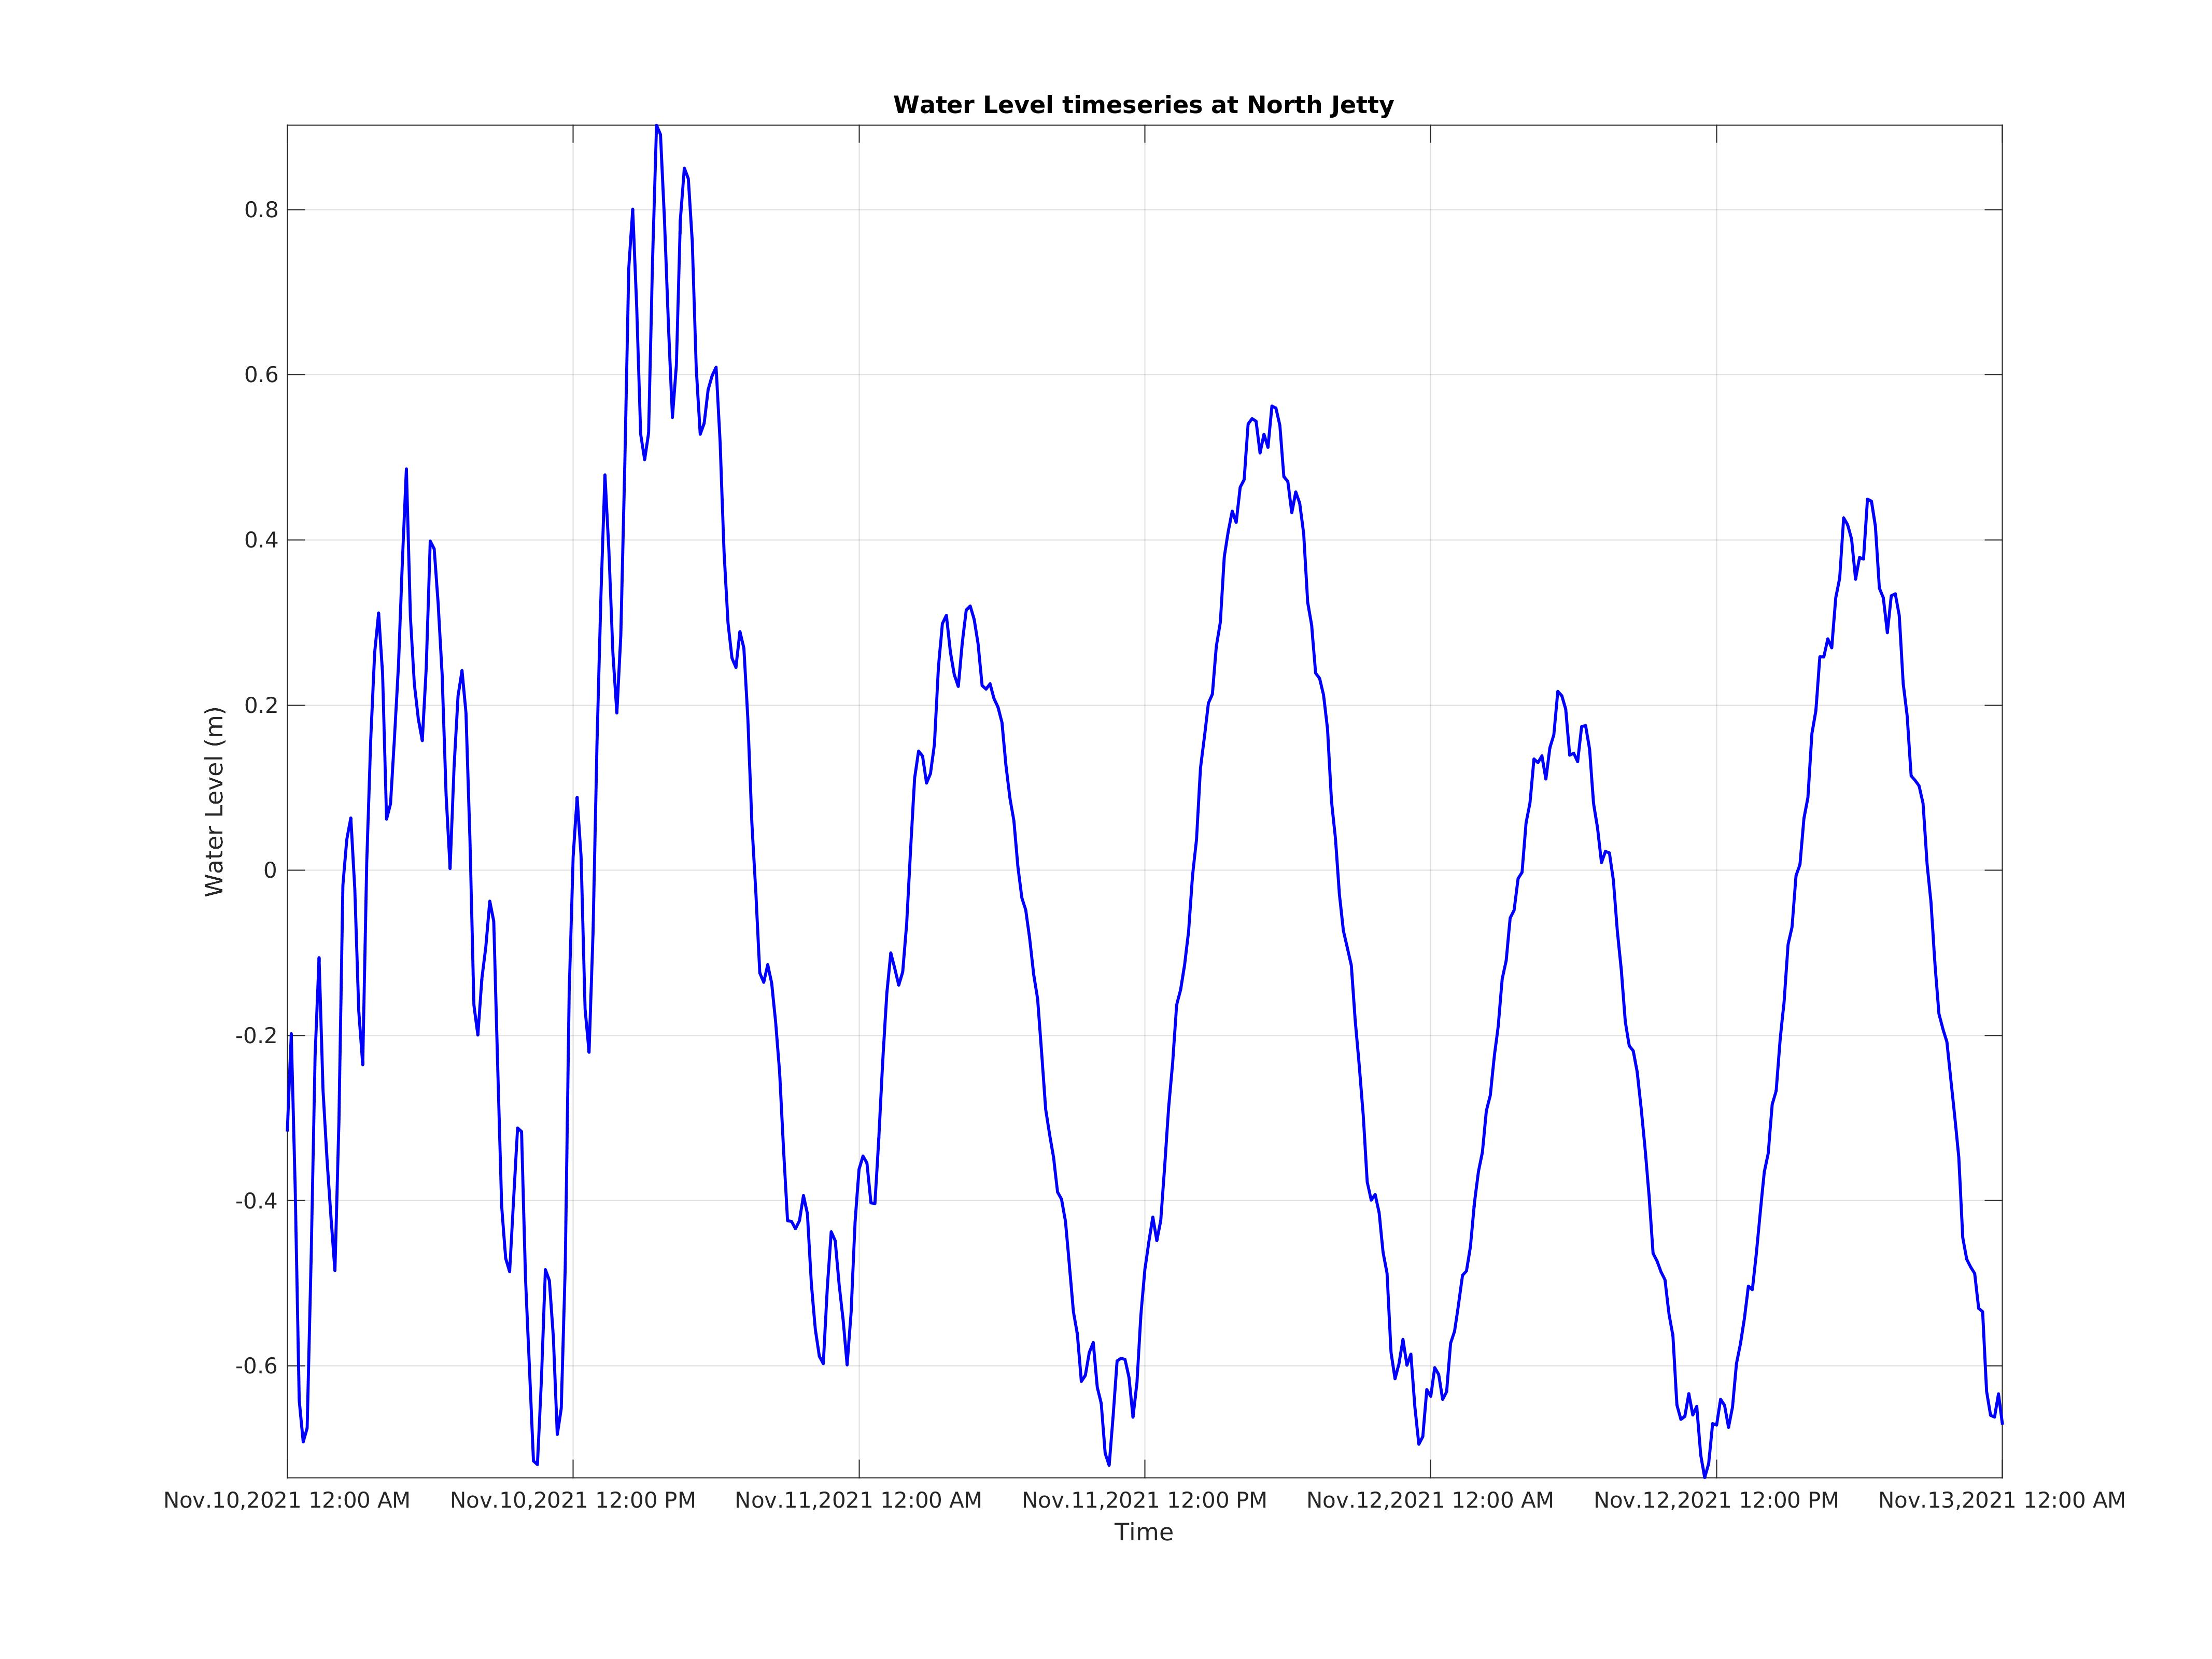 Water Level timeseries at North Jetty
0.8
0.6
0.4
0.2
0
-0.2
-0.4
-0.6
Water Level (m)
Nov.10,2021 12:00 AM Nov.10,2021 12:00 PM Nov.11,2021 12:00 AM Nov.11,2021 12:00 PM Nov.12,2021 12:00 AM Nov.12,2021 12:00 PM Nov.13,2021 12:00 AM
Time